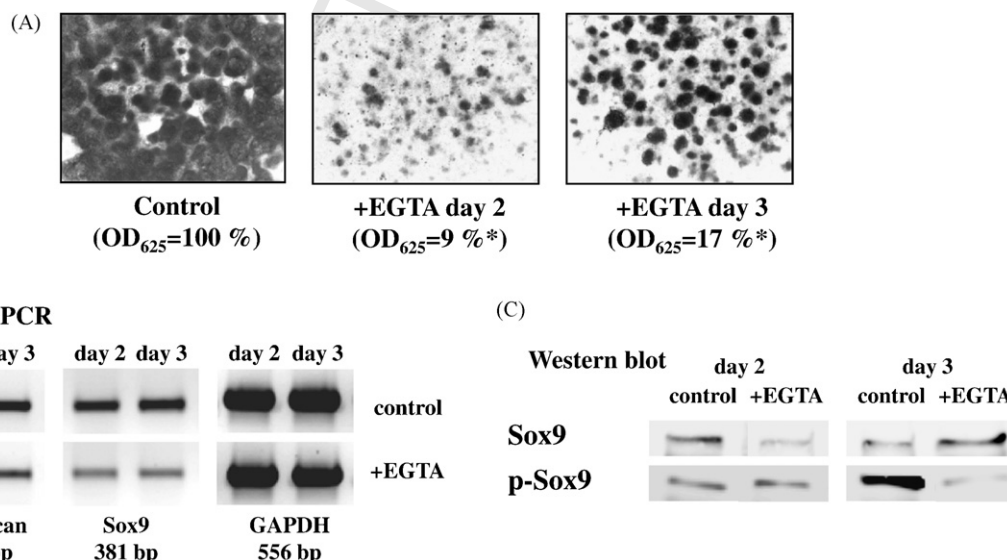 (A)
Control
(OD625=100 %)
+EGTA day 2
(OD625=9 %*)
+EGTA day 3
(OD625=17 %*)
PCR
ay 3
day 2 day 3
day 2 day 3
control
+EGTA
can
p
Sox9
381 bp
GAPDH
556 bp
(C)
Western blot
day 2
day 3
control +EGTA
control +EGTA
Sox9
p-Sox9